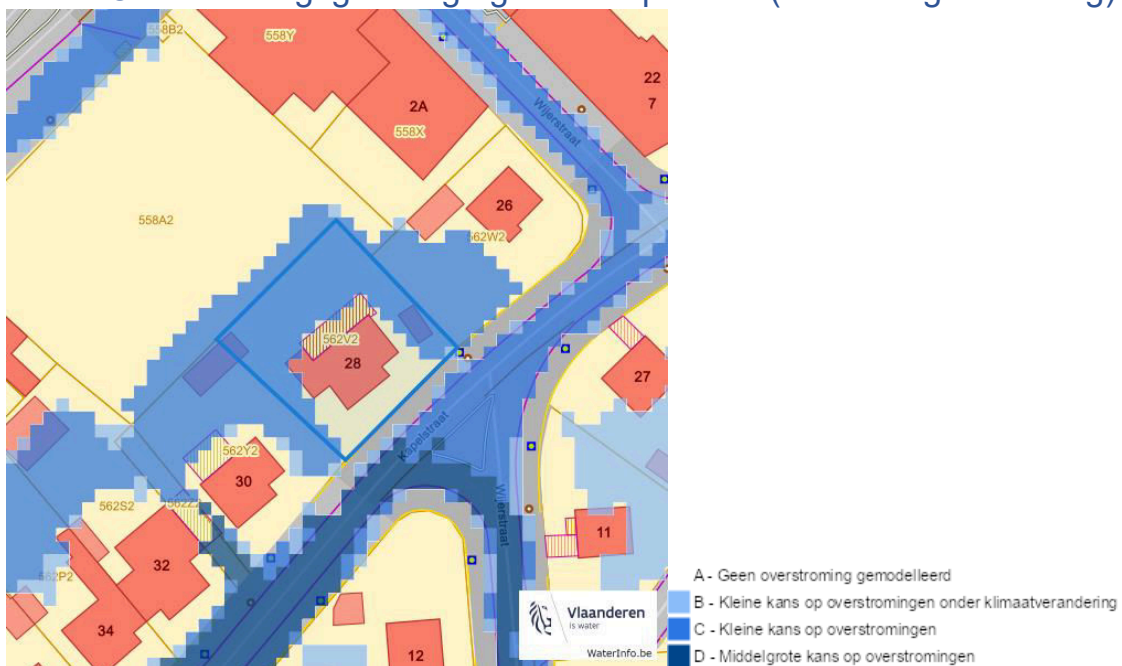 558B2
558Y
22
7
2A
558X
Wijerstraat
26
562W2
558A2
562V2
28
27
Kapelstraat
562Y2
30
Wijerstraat
562S2
11
32
34
12
Vlaanderen
is water
WaterInfo.be
A - Geen overstroming gemodelleerd
B - Kleine kans op overstromingen onder klimaatverandering
C - Kleine kans op overstromingen
D - Middelgrote kans op overstromingen